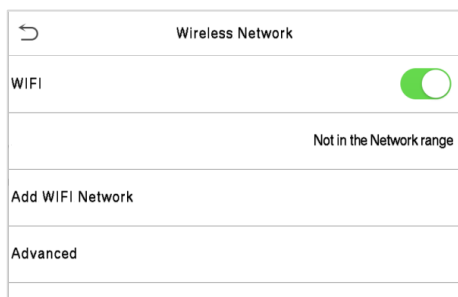 Wireless Network
WIFI
Not in the Network range
Add WIFI Network
Advanced